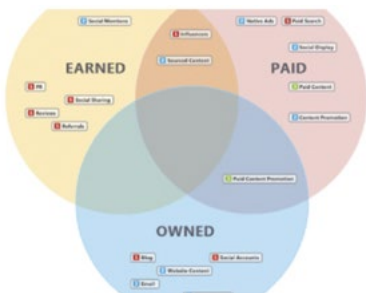 Social Mentions
Native Ads
Paid Search
Influencers
Social Display
Sourced Content
EARNED
PAID
PR
Paid Content
Social Sharing
Reviews
Content Promotion
Referrals
Paid Content Promotion
OWNED
Blog
Social Accounts
Website Content
Email